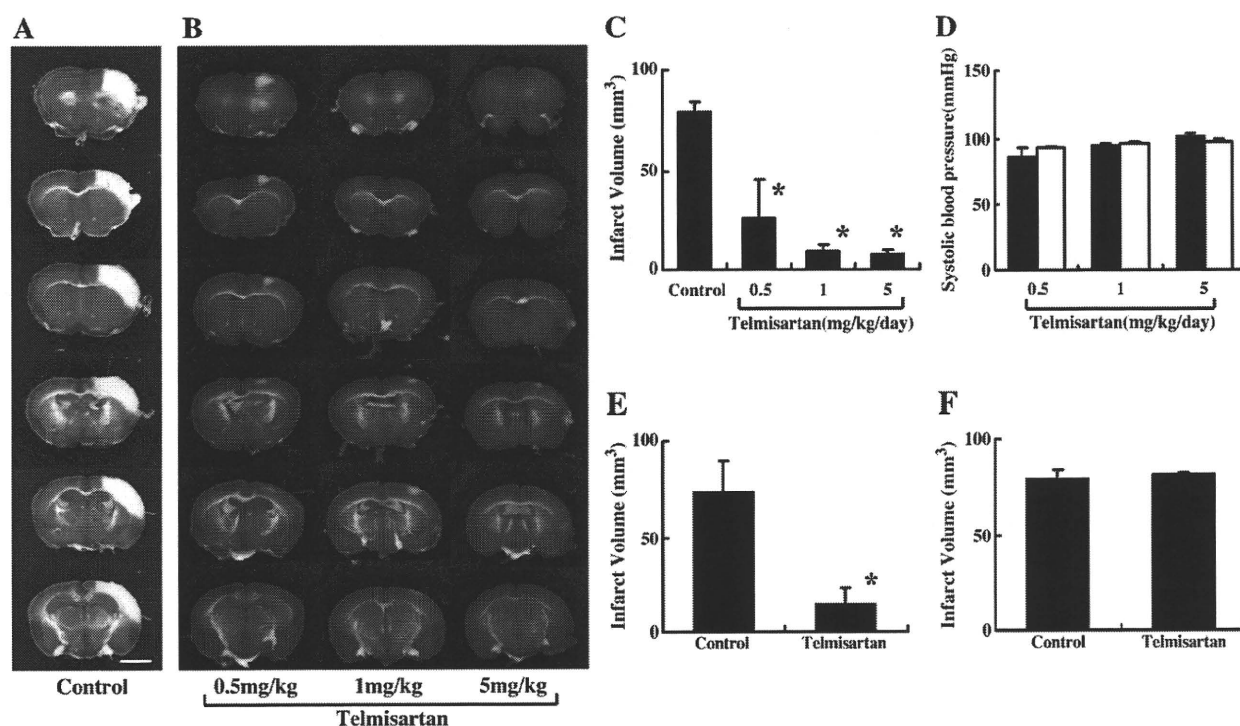 A
B
Control
0.5mg/kg 1mg/kg 5mg/kg
Telmisartan
C
Infarct Volume (mm³)
100
50
0
Control 0.5 1 5
* * *
Telmisartan(mg/kg/day)
D
Systolic blood pressure(mmHg)
150
100
50
0
0.5 1 5
Telmisartan(mg/kg/day)
E
Infarct Volume (mm³)
100
50
0
*
Control Telmisartan
F
Infarct Volume (mm³)
100
50
0
Control Telmisartan